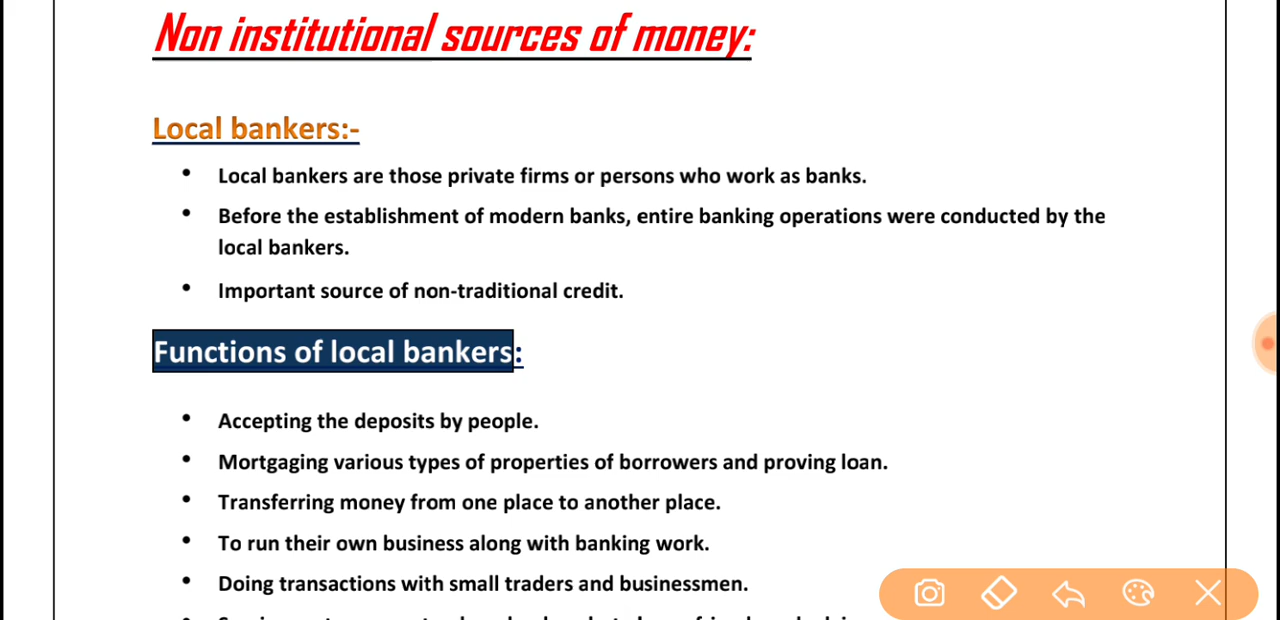 Non institutional sources of money:
Local bankers:-
• Local bankers are those private firms or persons who work as banks.
• Before the establishment of modern banks, entire banking operations were conducted by the
local bankers.
• Important source of non-traditional credit.
Functions of local bankers:
• Accepting the deposits by people.
• Mortgaging various types of properties of borrowers and proving loan.
• Transferring money from one place to another place.
• To run their own business along with banking work.
• Doing transactions with small traders and businessmen.